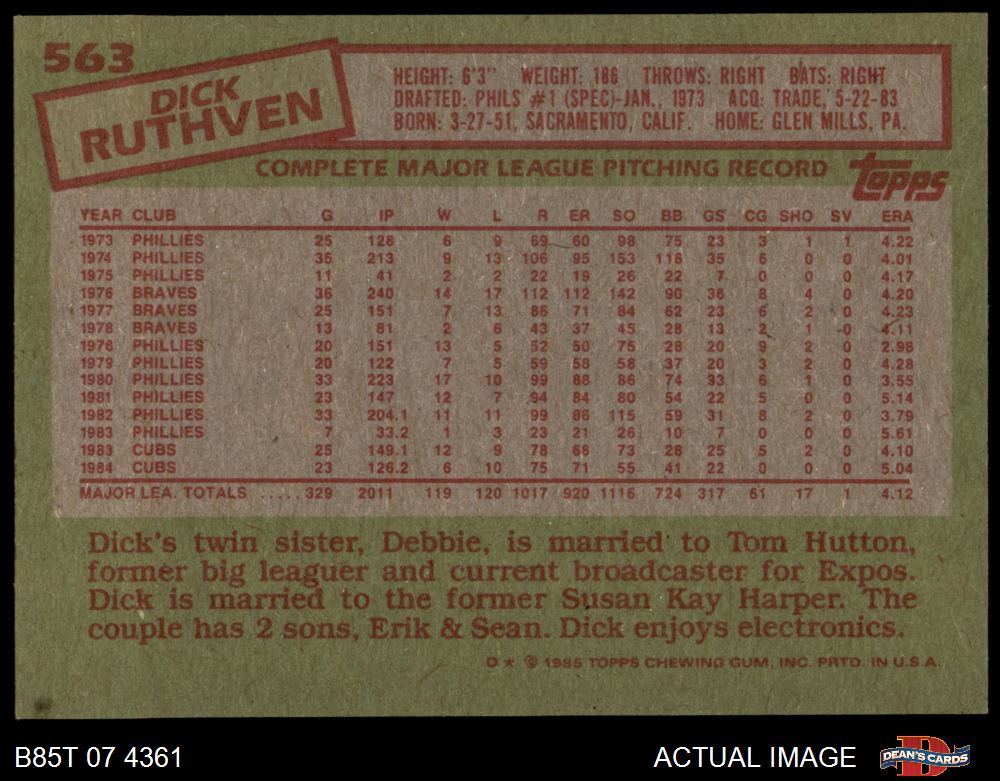 563
DICK
RUTHVEN
HEIGHT: 6'3" WEIGHT: 186 THROWS: RIGHT BATS: RIGHT
DRAFTED: PHILS #1 (SPEC)-JAN., 1973 ACQ: TRADE, 5-22-83
BORN: 3-27-51, SACRAMENTO, CALIF. HOME: GLEN MILLS, PA.
COMPLETE MAJOR LEAGUE PITCHING RECORD
topps
YEAR CLUB G IP W L R ER SO BB GS CG SHO SV ERA
1973 PHILLIES 25 128 6 9 69 60 98 75 23 3 1 1 4.22
1974 PHILLIES 35 213 9 13 106 95 153 116 35 6 0 0 4.01
1975 PHILLIES 11 41 2 2 22 19 26 22 7 0 0 0 4.17
1976 BRAVES 36 240 14 17 112 112 142 90 36 8 4 0 4.20
1977 BRAVES 25 151 7 13 86 71 84 62 23 6 2 0 4.23
1978 BRAVES 13 81 2 6 43 37 45 28 13 2 1 0 4.11
1978 PHILLIES 20 151 13 5 52 50 75 28 20 9 2 0 2.98
1979 PHILLIES 20 122 7 5 59 58 58 37 20 3 2 0 4.28
1980 PHILLIES 33 223 17 10 99 88 86 74 33 6 1 0 3.55
1981 PHILLIES 23 147 12 7 94 84 80 54 22 5 0 0 5.14
1982 PHILLIES 33 204.1 11 11 99 86 115 59 31 8 2 0 3.79
1983 PHILLIES 7 33.2 1 3 23 21 26 10 7 0 0 0 5.61
1983 CUBS 25 149.1 12 9 78 68 73 28 25 5 2 0 4.10
1984 CUBS 23 126.2 6 10 75 71 55 41 22 0 0 0 5.04
MAJOR LEA. TOTALS ..... 329 2011 119 120 1017 920 1116 724 317 61 17 1 4.12
Dick's twin sister, Debbie, is married to Tom Hutton,
former big leaguer and current broadcaster for Expos.
Dick is married to the former Susan Kay Harper. The
couple has 2 sons, Erik & Sean. Dick enjoys electronics.
D * © 1985 TOPPS CHEWING GUM, INC. PRTD. IN U.S.A.
B85T 07 4361 ACTUAL IMAGE DEAN'S CARDS